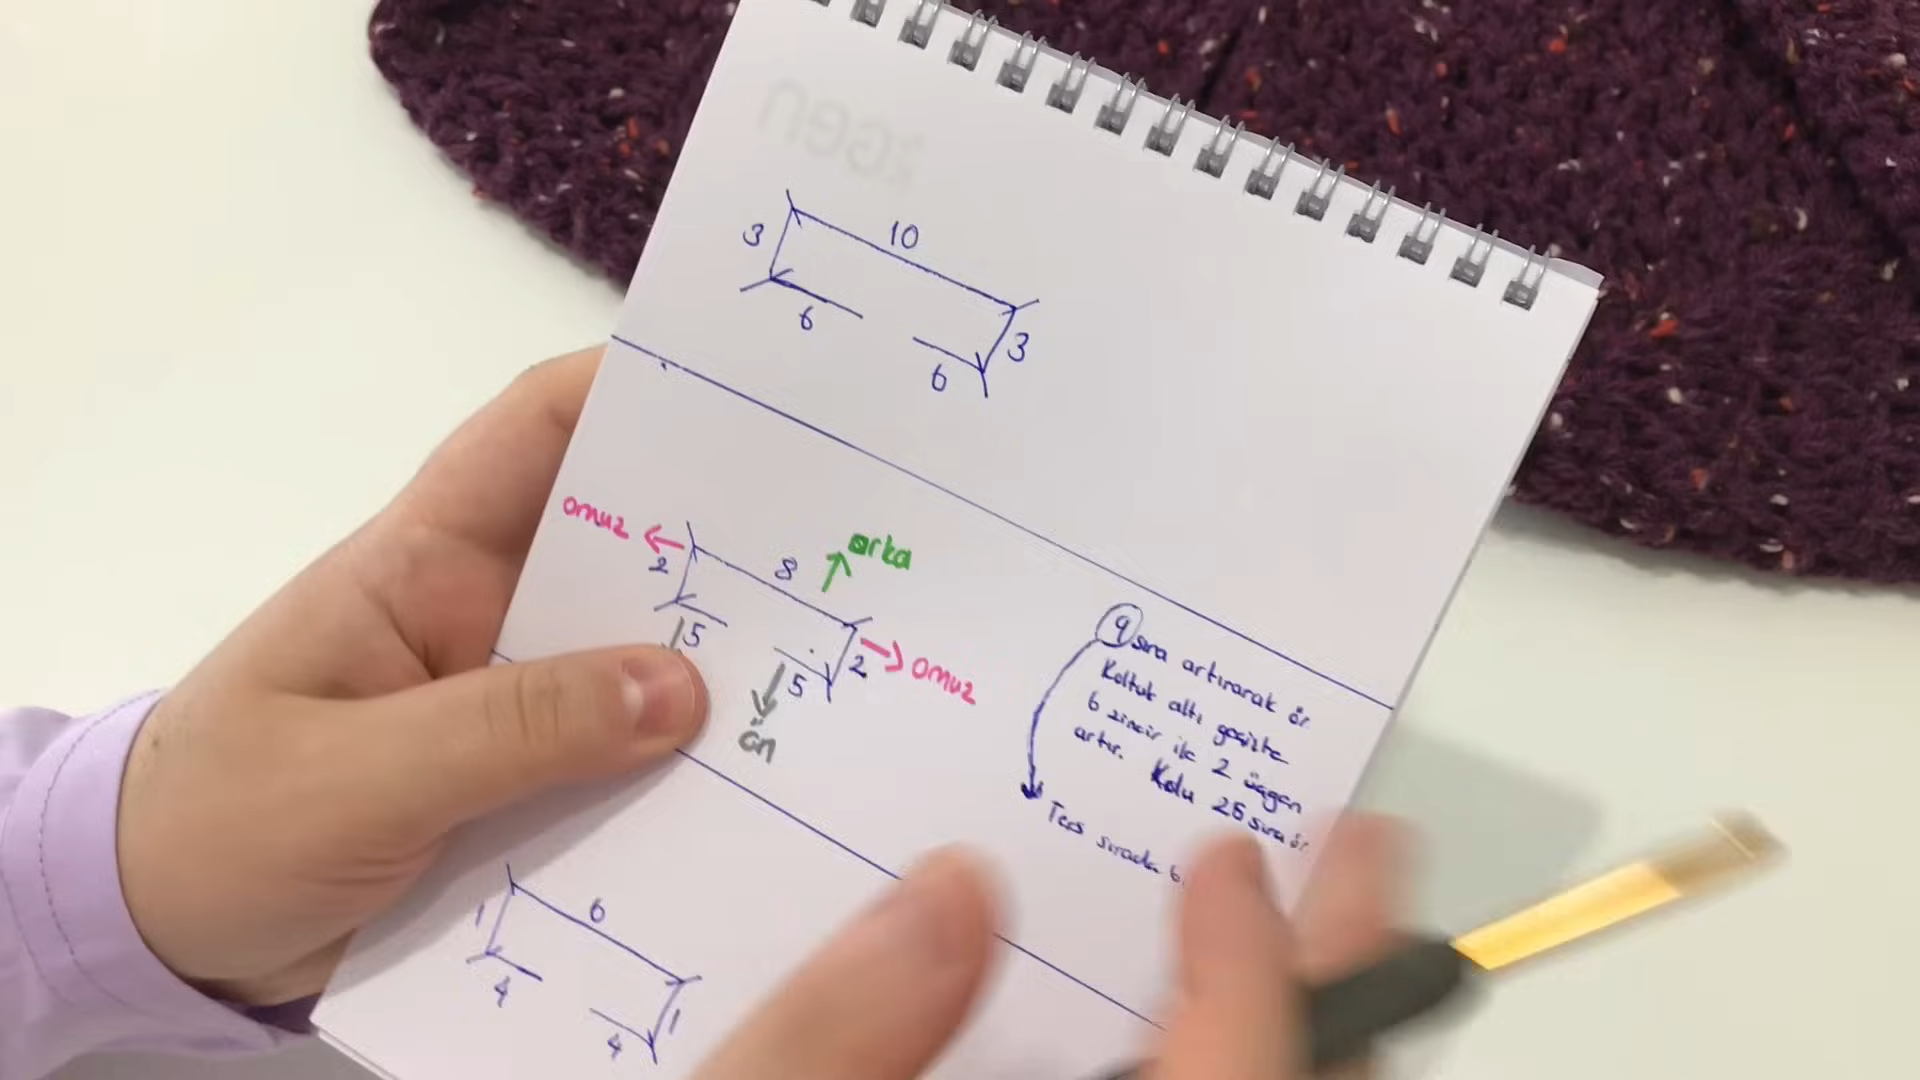 3
10
6
6
3
omuz
2
8
arka
5
5
2
omuz
ön
9 sıra artırarak ör.
Koltuk altı geçişte
6 zincir ile 2 üçgen
artır. Kolu 25 sıra ör.
Ters sırada 6
1
6
4
4
1